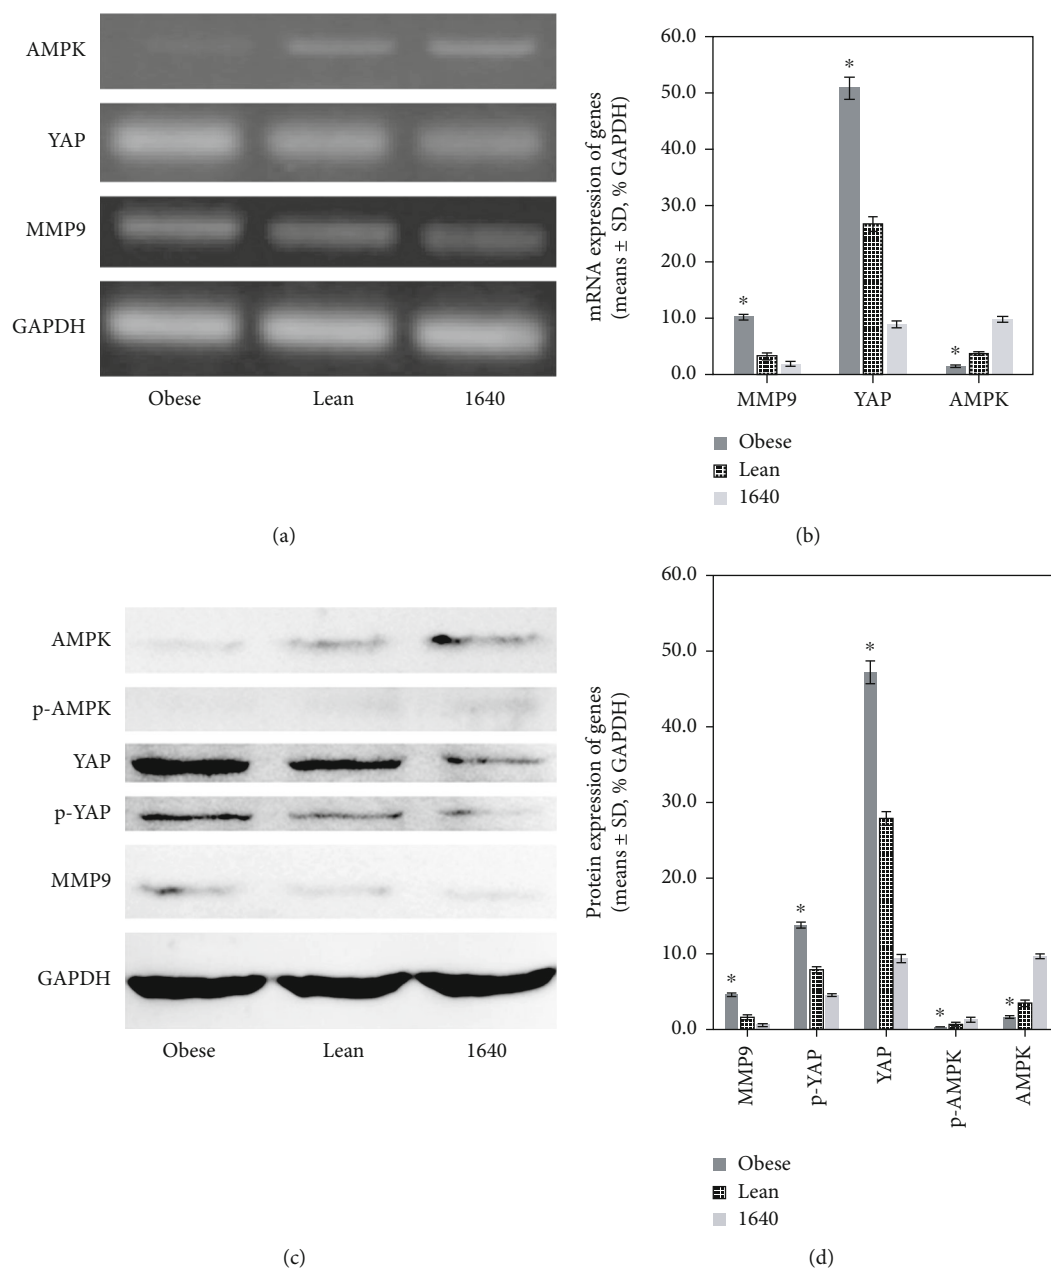 AMPK
YAP
MMP9
GAPDH
Obese Lean 1640
(a)
mRNA expression of genes
(means ± SD, % GAPDH)
60.0
50.0
40.0
30.0
20.0
10.0
0.0
*
*
*
MMP9 YAP AMPK
Obese
Lean
1640
(b)
AMPK
p-AMPK
YAP
p-YAP
MMP9
GAPDH
Obese Lean 1640
(c)
Protein expression of genes
(means ± SD, % GAPDH)
60.0
50.0
40.0
30.0
20.0
10.0
0.0
*
*
*
*
*
MMP9
p-YAP
YAP
p-AMPK
AMPK
Obese
Lean
1640
(d)